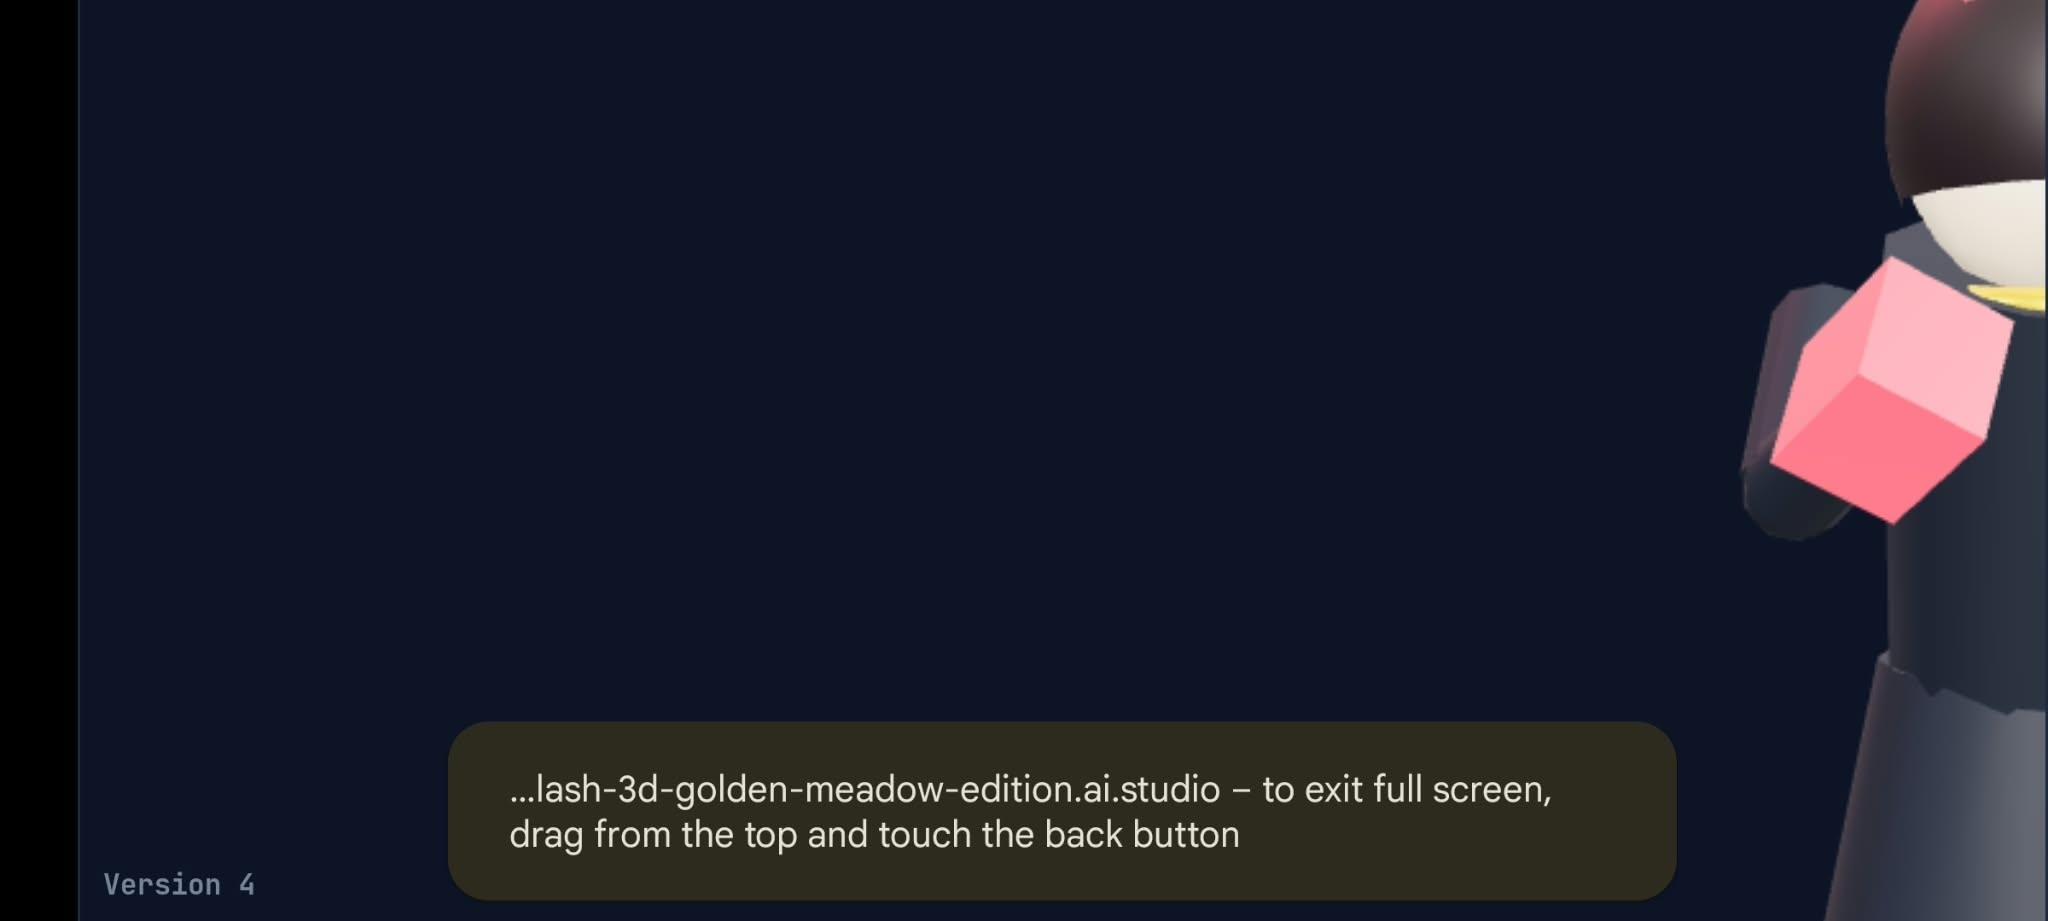 ...lash-3d-golden-meadow-edition.ai.studio – to exit full screen,
drag from the top and touch the back button
Version 4